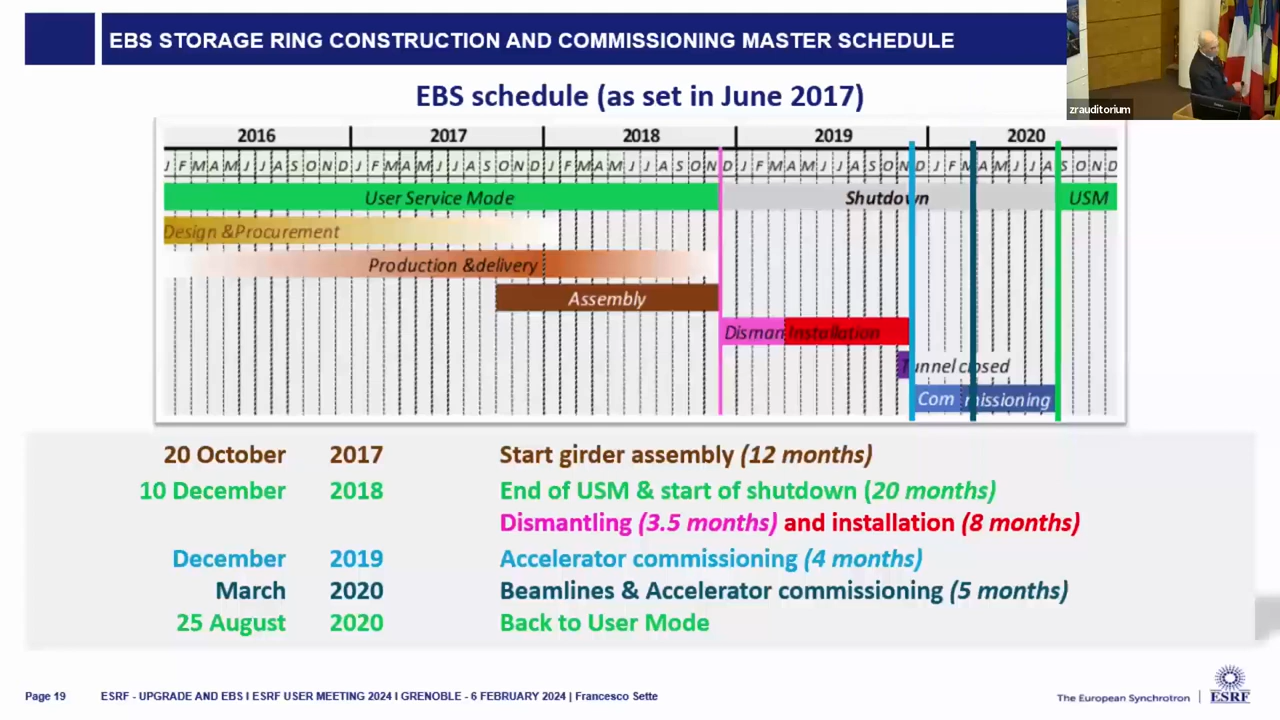 EBS STORAGE RING CONSTRUCTION AND COMMISSIONING MASTER SCHEDULE
zrauditorium
EBS schedule (as set in June 2017)
2016 2017 2018 2019 2020
J F M A M J J A S O N D J F M A M J J A S O N D J F M A M J J A S O N D J F M A M J J A S O N D J F M A M J J A S O N D
User Service Mode Shutdown USM
Design &Procurement
Production &delivery
Assembly
Disman Installation
Tunnel closed
Commissioning
20 October 2017 Start girder assembly (12 months)
10 December 2018 End of USM & start of shutdown (20 months)
Dismantling (3.5 months) and installation (8 months)
December 2019 Accelerator commissioning (4 months)
March 2020 Beamlines & Accelerator commissioning (5 months)
25 August 2020 Back to User Mode
Page 19 ESRF - UPGRADE AND EBS I ESRF USER MEETING 2024 I GRENOBLE - 6 FEBRUARY 2024 | Francesco Sette
The European Synchrotron | ESRF